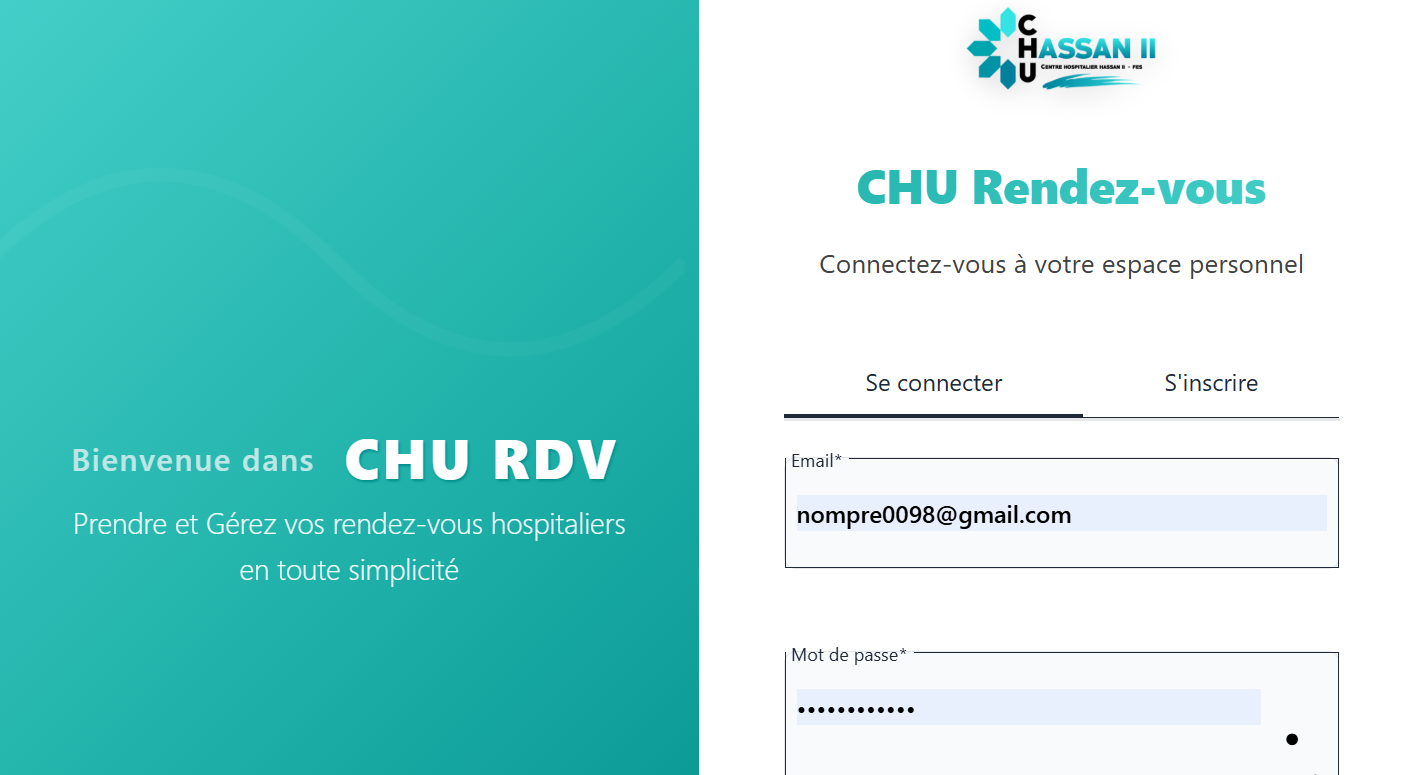 Bienvenue dans CHU RDV
Prendre et Gérez vos rendez-vous hospitaliers
en toute simplicité
CHU
HASSAN II
CENTRE HOSPITALIER HASSAN II - FES
CHU Rendez-vous
Connectez-vous à votre espace personnel
Se connecter S'inscrire
Email*
nompre0098@gmail.com
Mot de passe*
••••••••••••